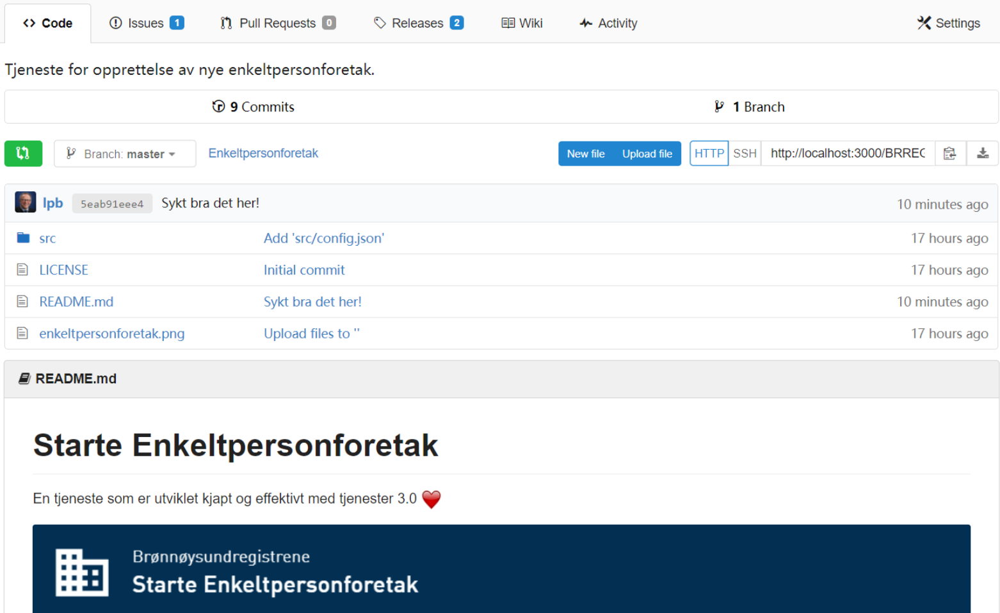 Code Issues 1 Pull Requests 0 Releases 2 Wiki Activity Settings
Tjeneste for opprettelse av nye enkeltpersonforetak.
9 Commits 1 Branch
Branch: master Enkeltpersonforetak New file Upload file HTTP SSH http://localhost:3000/BRREG
lpb 5eab91eee4 Sykt bra det her! 10 minutes ago
src Add 'src/config.json' 17 hours ago
LICENSE Initial commit 17 hours ago
README.md Sykt bra det her! 10 minutes ago
enkeltpersonforetak.png Upload files to '' 17 hours ago
README.md
Starte Enkeltpersonforetak
En tjeneste som er utviklet kjapt og effektivt med tjenester 3.0
Brønnøysundregistrene
Starte Enkeltpersonforetak